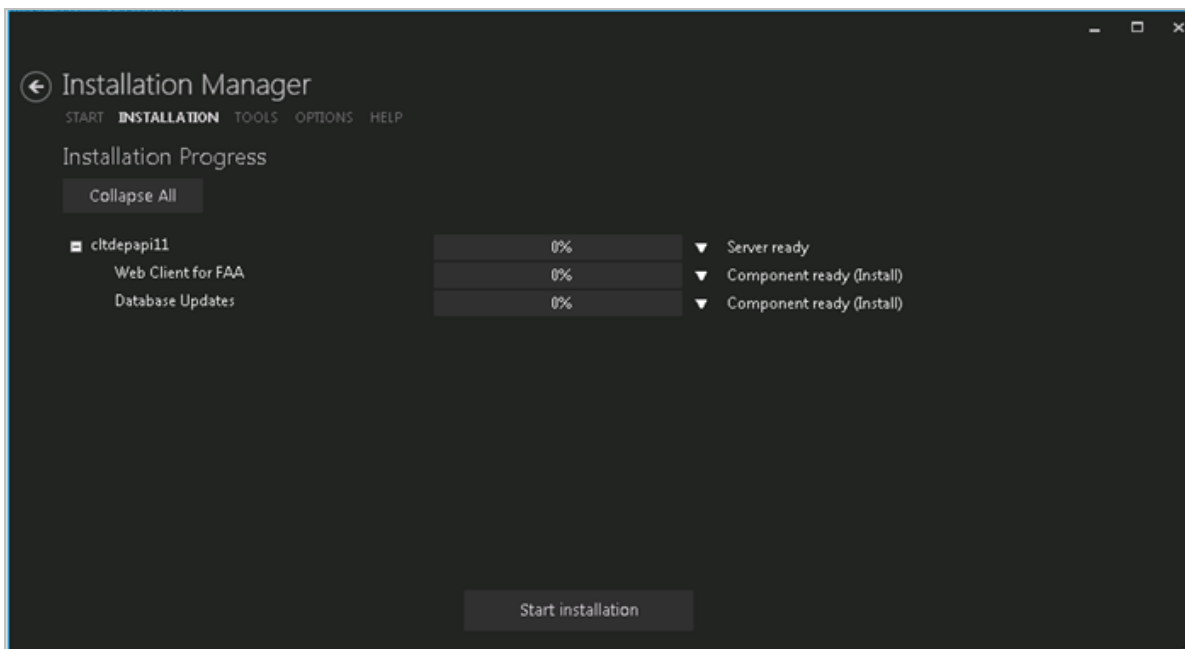 Installation Manager
START INSTALLATION TOOLS OPTIONS HELP
Installation Progress
Collapse All
cltdepapi11 0% Server ready
Web Client for FAA 0% Component ready (Install)
Database Updates 0% Component ready (Install)
Start installation